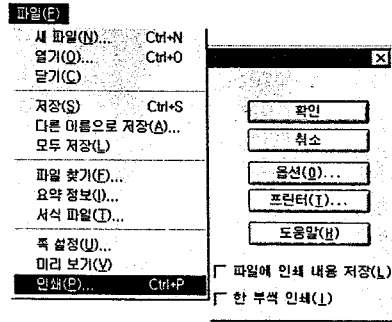 파일(F)
새 파일(N)... Ctrl+N
열기(O)... Ctrl+O
닫기(C)
저장(S) Ctrl+S
다른 이름으로 저장(A)...
모두 저장(L)
파일 찾기(F)...
요약 정보(I)...
서식 파일(T)...
쪽 설정(U)...
미리 보기(V)
인쇄(P)... Ctrl+P
확인
취소
옵션(O)...
프린터(I)...
도움말(H)
파일에 인쇄 내용 저장(L)
한 부씩 인쇄(I)